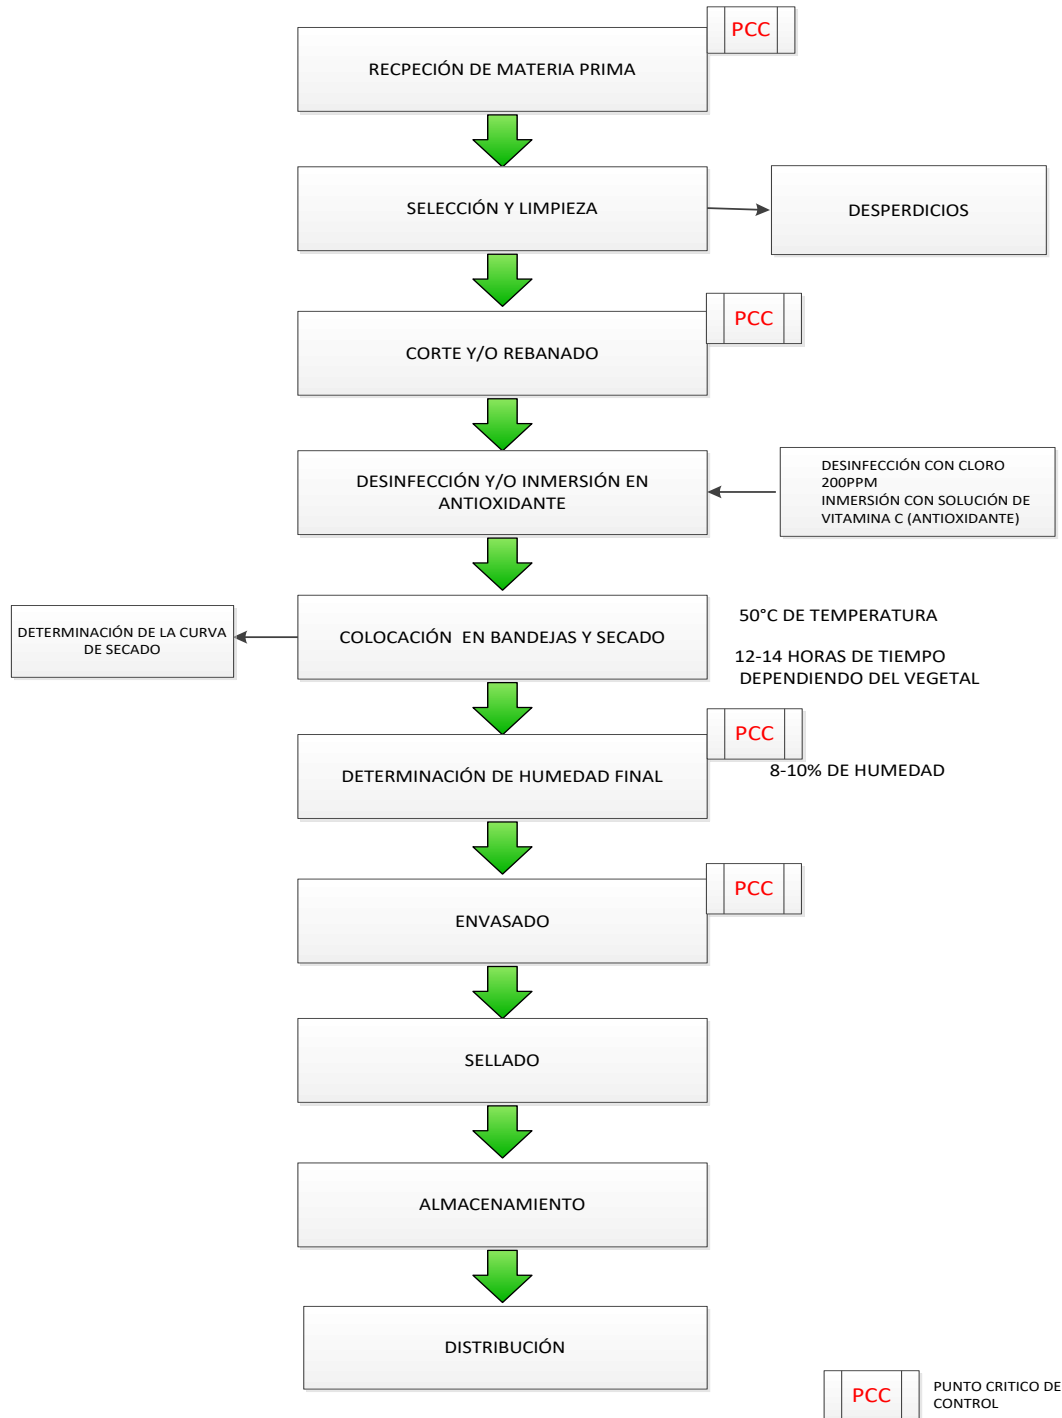 PCC
RECPECIÓN DE MATERIA PRIMA
SELECCIÓN Y LIMPIEZA
DESPERDICIOS
PCC
CORTE Y/O REBANADO
DESINFECCIÓN Y/O INMERSIÓN EN
ANTIOXIDANTE
DESINFECCIÓN CON CLORO
200PPM
INMERSIÓN CON SOLUCIÓN DE
VITAMINA C (ANTIOXIDANTE)
DETERMINACIÓN DE LA CURVA
DE SECADO
COLOCACIÓN EN BANDEJAS Y SECADO
50°C DE TEMPERATURA
12-14 HORAS DE TIEMPO
DEPENDIENDO DEL VEGETAL
PCC
DETERMINACIÓN DE HUMEDAD FINAL
8-10% DE HUMEDAD
PCC
ENVASADO
SELLADO
ALMACENAMIENTO
DISTRIBUCIÓN
PCC
PUNTO CRITICO DE
CONTROL